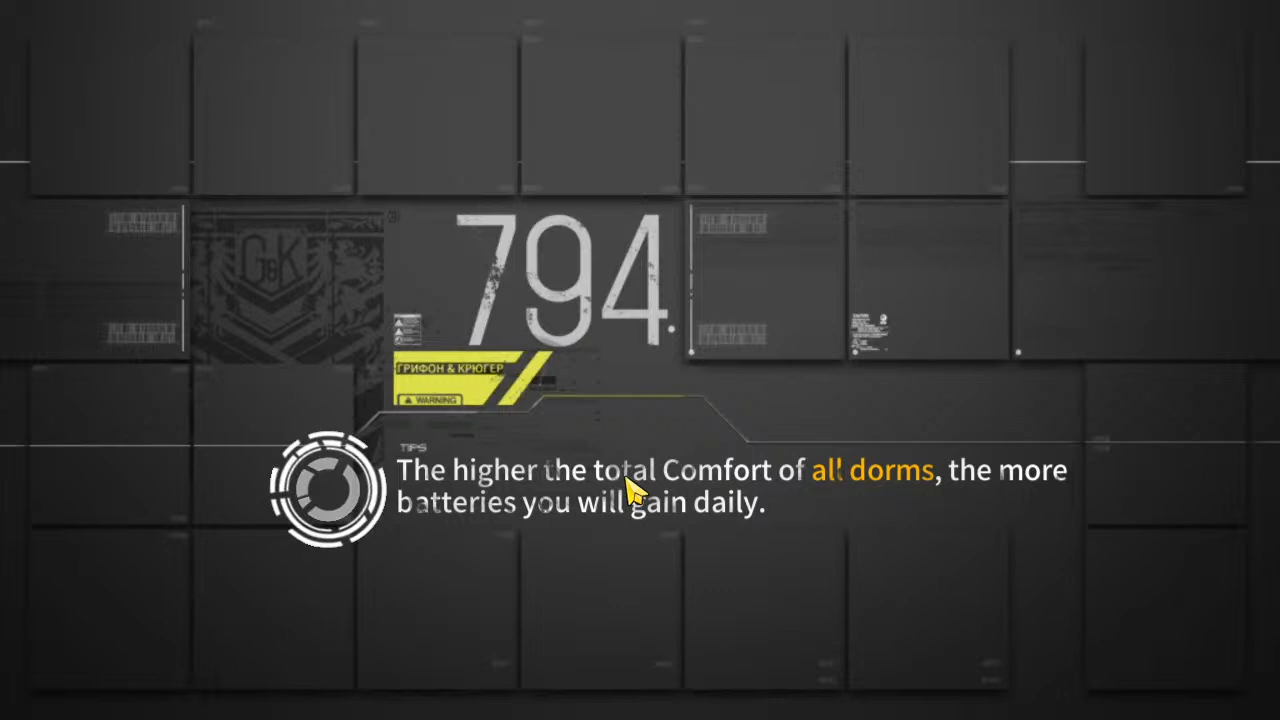 G&K
794.
ГРИФОН & КРЮГЕР
WARNING
TIPS
The higher the total Comfort of all dorms, the more
batteries you will gain daily.